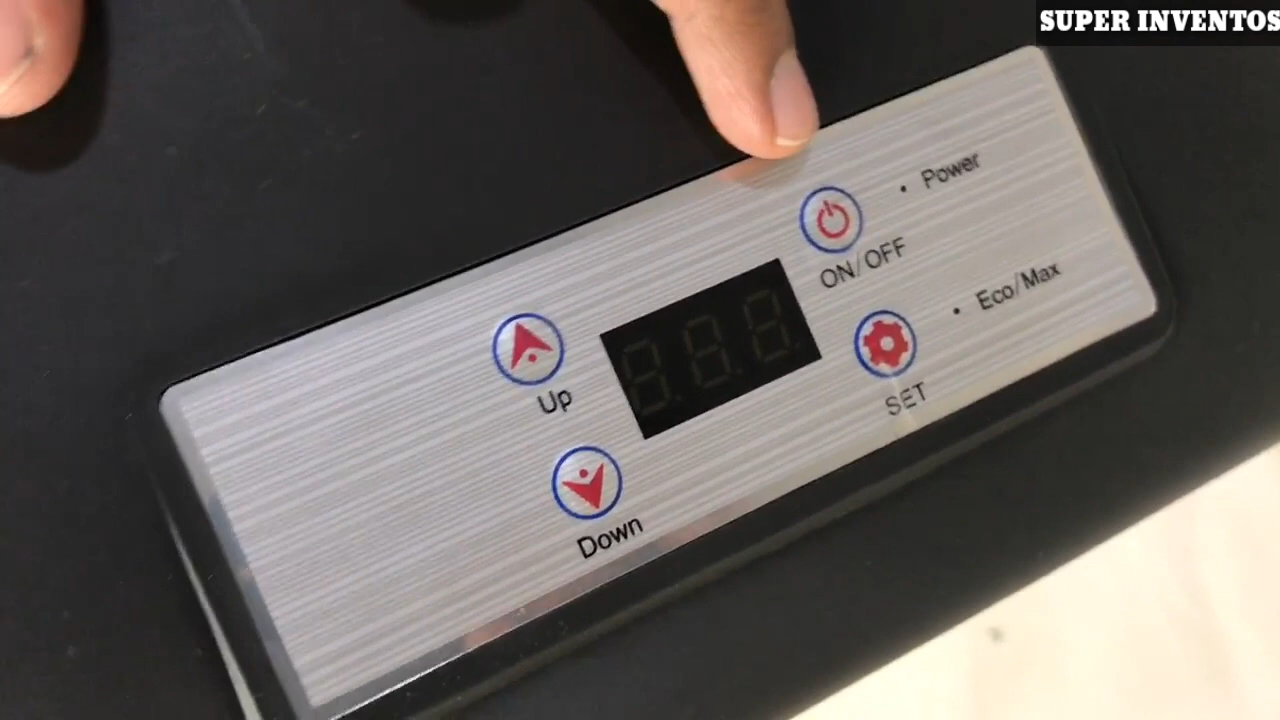 SUPER INVENTOS
Power
ON/OFF
Eco/Max
Up
SET
Down